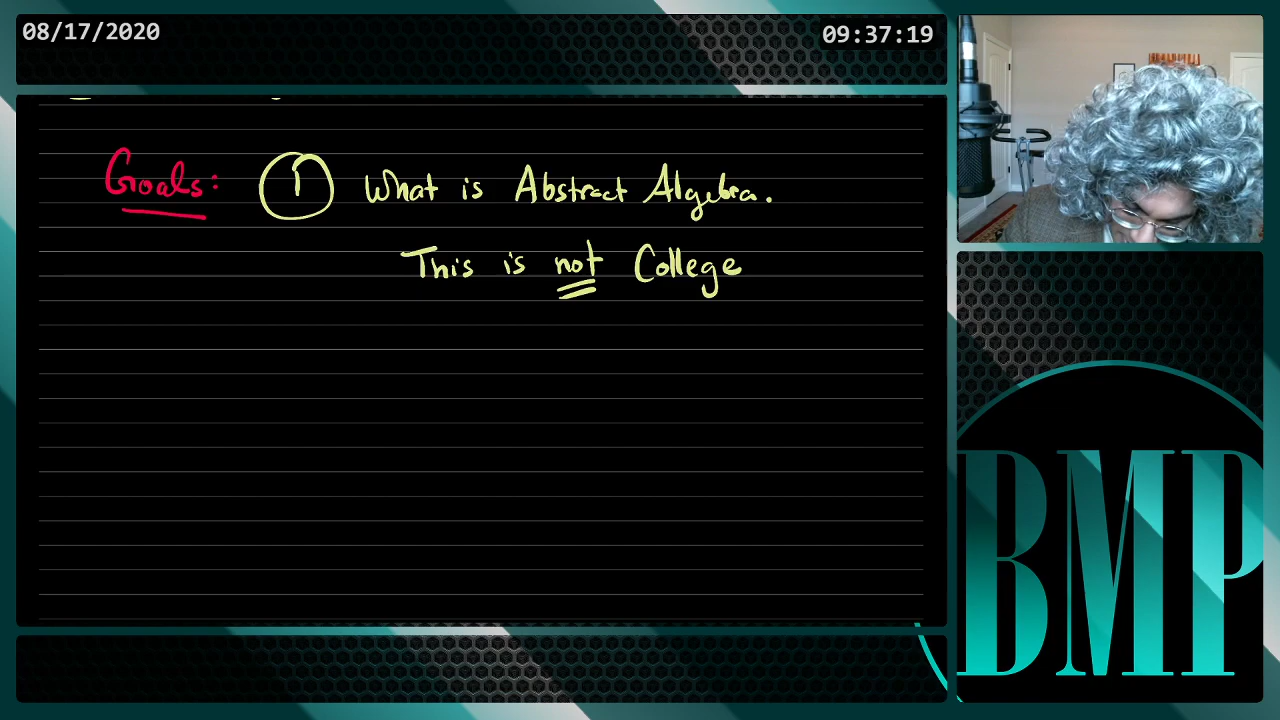 08/17/2020
09:37:19
Goals: ① What is Abstract Algebra.
This is not College
BMP